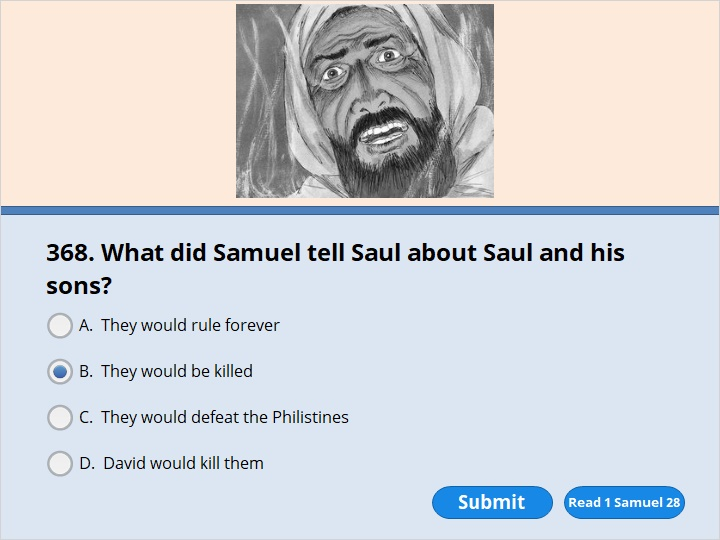 368. What did Samuel tell Saul about Saul and his
sons?
A. They would rule forever
B. They would be killed
C. They would defeat the Philistines
D. David would kill them
Submit
Read 1 Samuel 28